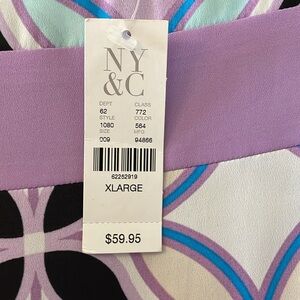 NY
&C
DEPT CLASS
62 772
STYLE COLOR
1080 564
SIZE MFG
009 94866
62252919
XLARGE
$59.95